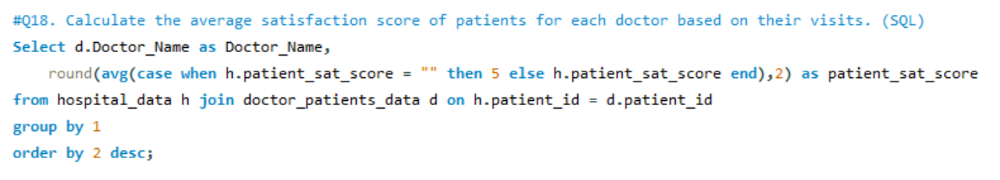 #Q18. Calculate the average satisfaction score of patients for each doctor based on their visits. (SQL)
Select d.Doctor_Name as Doctor_Name,
    round(avg(case when h.patient_sat_score = "" then 5 else h.patient_sat_score end),2) as patient_sat_score
from hospital_data h join doctor_patients_data d on h.patient_id = d.patient_id
group by 1
order by 2 desc;